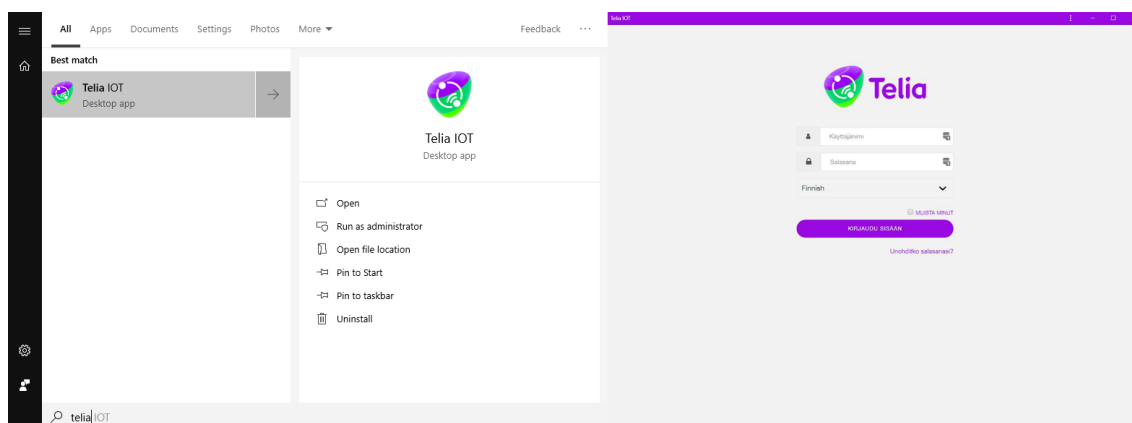 All Apps Documents Settings Photos More Feedback ...
Best match
Telia IOT
Desktop app
Telia IOT
Desktop app
Open
Run as administrator
Open file location
Pin to Start
Pin to taskbar
Uninstall
telia IOT
Telia IOT
Telia
Käyttäjänimi
Salasana
Finnish
MUISTA MINUT
KIRJAUDU SISÄÄN
Unohditko salasanasi?